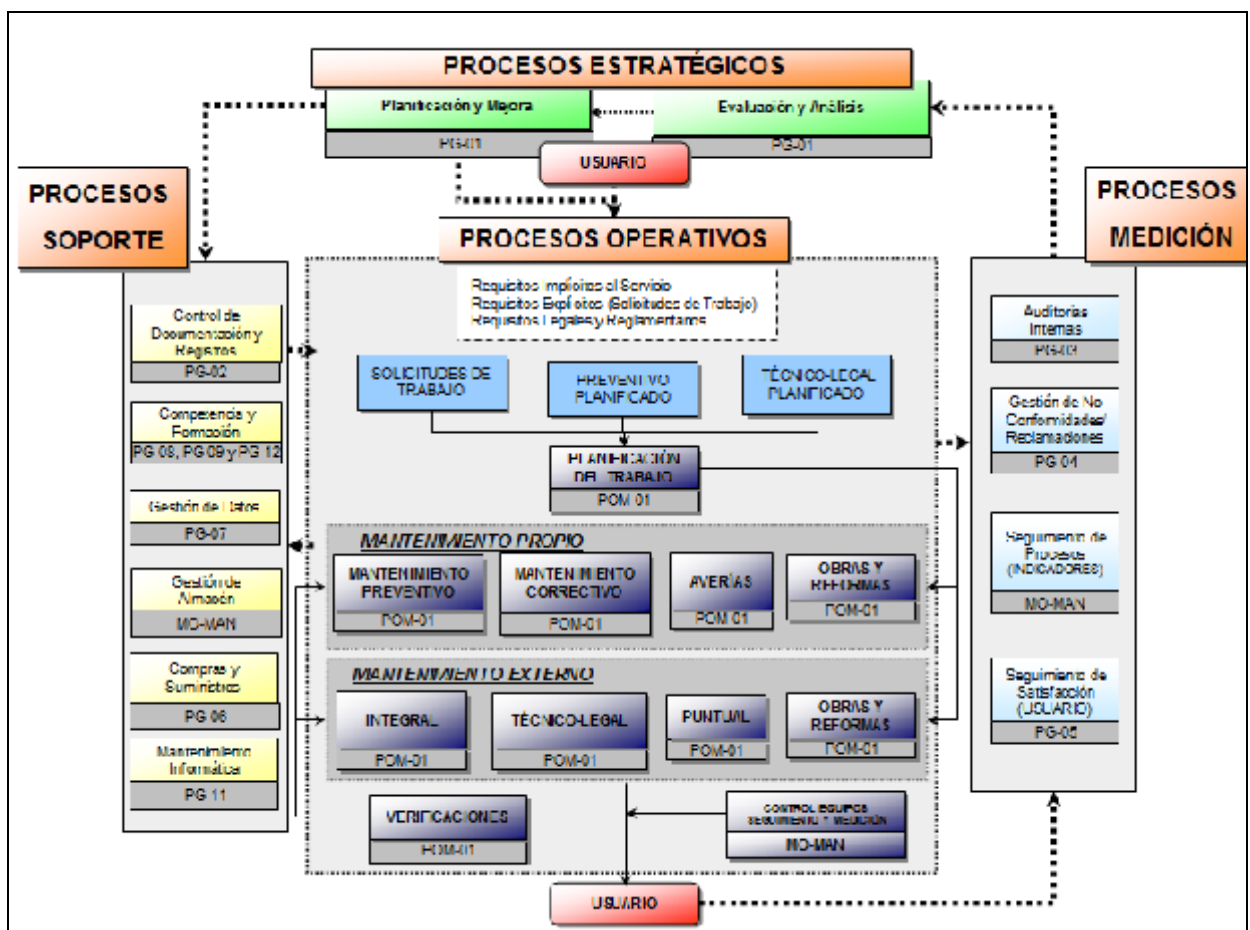 PROCESOS ESTRATÉGICOS
Planificación y Mejora
PG-01
Evaluación y Análisis
PG-01
USUARIO
PROCESOS
SOPORTE
PROCESOS
MEDICIÓN
PROCESOS OPERATIVOS
Requisitos Implícitos al Servicio
Requisitos Explícitos (Solicitudes de Trabajo)
Requisitos Legales y Reglamentarios
Control de
Documentación y
Registros
PG-02
Competencia y
Formación
PG-08, PG-09 y PG-12
Gestión de Datos
PG-07
Gestión de
Almacén
MO-MAN
Compras y
Suministros
PG-06
Mantenimiento
Informática
PG-11
SOLICITUDES DE
TRABAJO
PREVENTIVO
PLANIFICADO
TÉCNICO-LEGAL
PLANIFICADO
PLANIFICACIÓN
DEL TRABAJO
POM-01
MANTENIMIENTO PROPIO
MANTENIMIENTO
PREVENTIVO
POM-01
MANTENIMIENTO
CORRECTIVO
POM-01
AVERÍAS
POM-01
OBRAS Y
REFORMAS
POM-01
MANTENIMIENTO EXTERNO
INTEGRAL
POM-01
TÉCNICO-LEGAL
POM-01
PUNTUAL
POM-01
OBRAS Y
REFORMAS
POM-01
VERIFICACIONES
POM-01
CONTROL EQUIPOS
SEGUIMIENTO Y MEDICIÓN
MO-MAN
USUARIO
Auditorías
Internas
PG-03
Gestión de No
Conformidades/
Reclamaciones
PG-04
Seguimiento de
Procesos
(INDICADORES)
MO-MAN
Seguimiento de
Satisfacción
(USUARIO)
PG-05